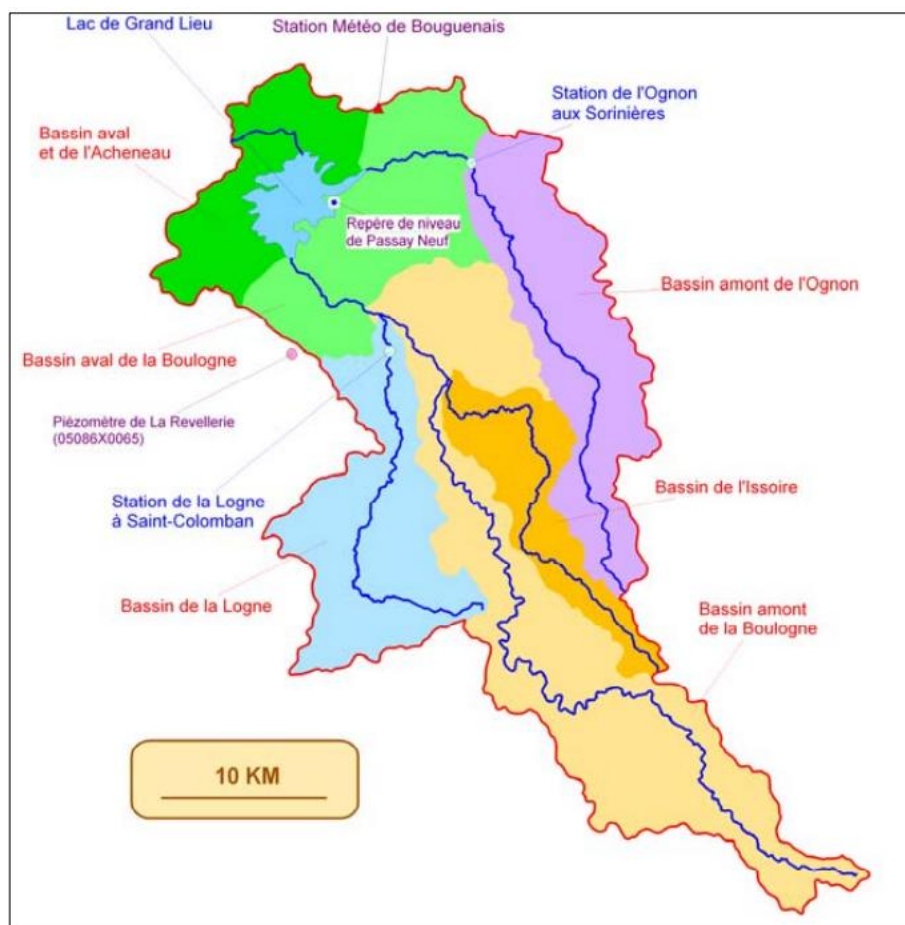 Lac de Grand Lieu
Station Météo de Bouguenais
Station de l'Ognon
aux Sorinières
Bassin aval
et de l'Acheneau
Repère de niveau
de Passay Neuf
Bassin amont de l'Ognon
Bassin aval de la Boulogne
Piézomètre de La Revellerie
(05086X0065)
Bassin de l'Issoire
Station de la Logne
à Saint-Colomban
Bassin de la Logne
Bassin amont
de la Boulogne
10 KM